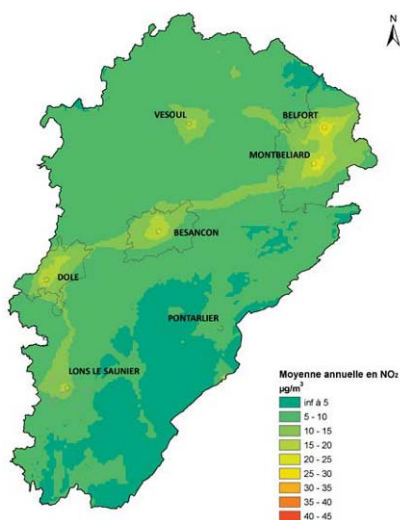 N
VESOUL
BELFORT
MONTBELIARD
BESANCON
DOLE
PONTARLIER
LONS LE SAUNIER
Moyenne annuelle en NO₂
µg/m³
inf à 5
5 - 10
10 - 15
15 - 20
20 - 25
25 - 30
30 - 35
35 - 40
40 - 45